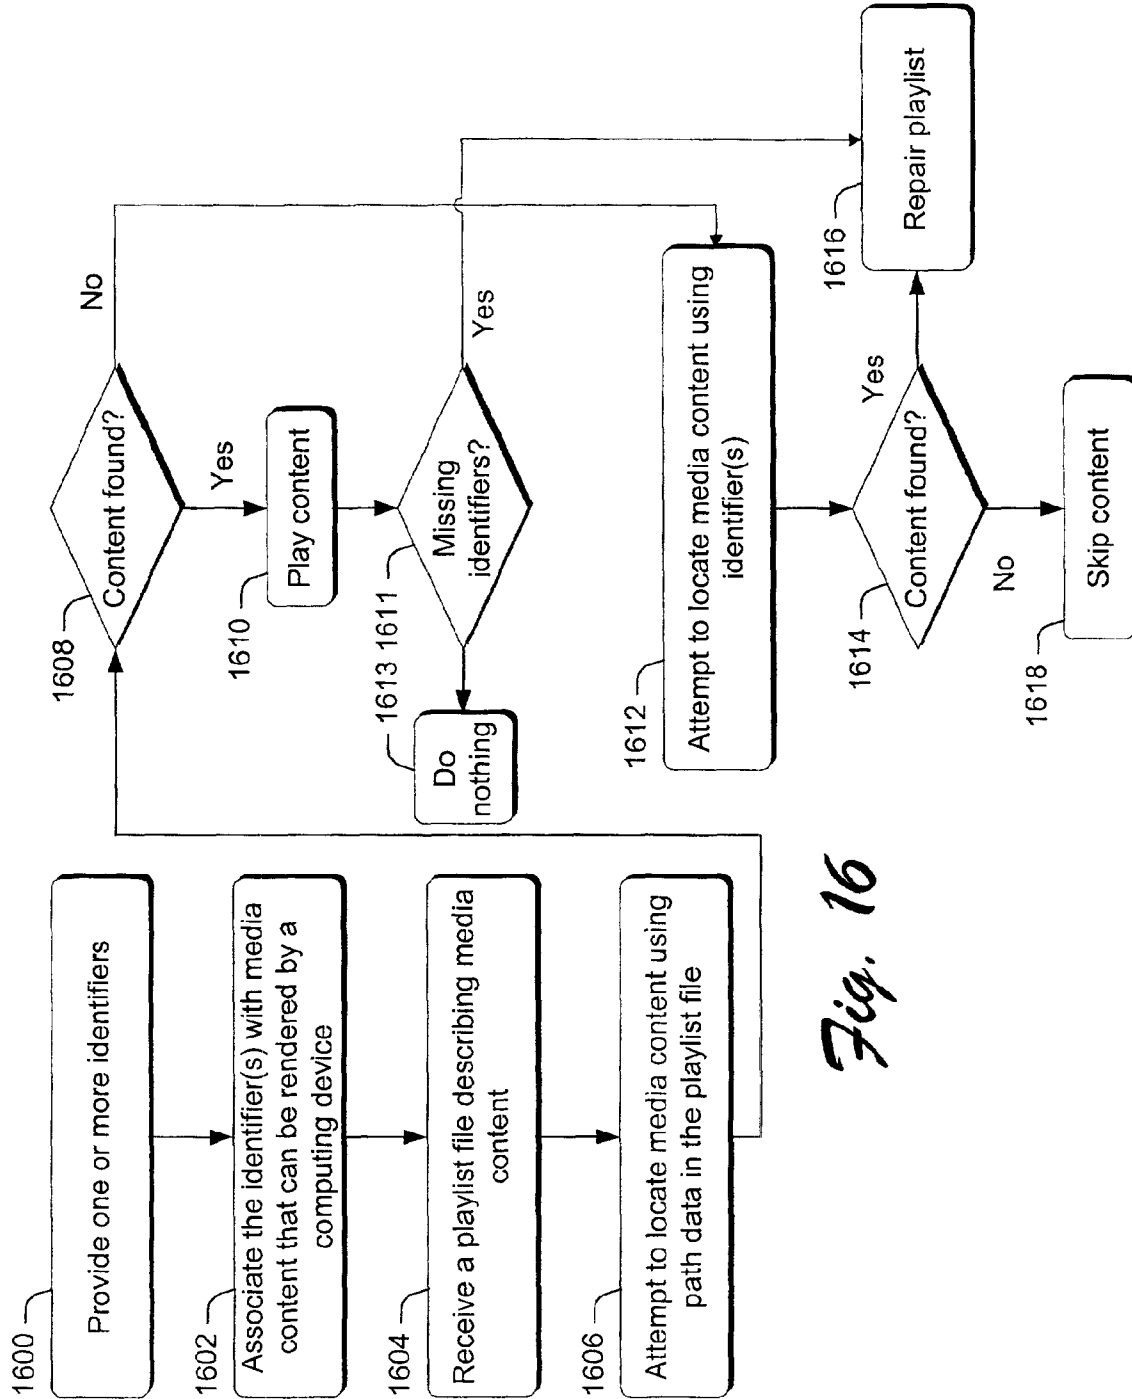 1600
Provide one or more identifiers
1602
Associate the identifier(s) with media
content that can be rendered by a
computing device
1604
Receive a playlist file describing media
content
1606
Attempt to locate media content using
path data in the playlist file
1608
Content found?
No
Yes
1610
Play content
1611
Missing
identifiers?
Yes
1613
Do
nothing
1612
Attempt to locate media content using
identifier(s)
1614
Content found?
Yes
No
1616
Repair playlist
1618
Skip content
Fig. 16